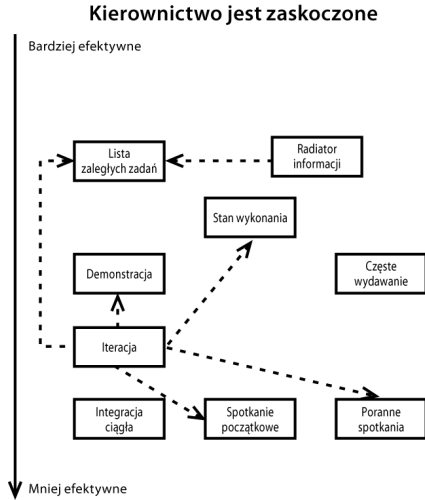 Kierownictwo jest zaskoczone
Bardziej efektywne
Lista
zaległych zadań
Radiator
informacji
Stan wykonania
Demonstracja
Częste
wydawanie
Iteracja
Integracja
ciągła
Spotkanie
początkowe
Poranne
spotkania
Mniej efektywne